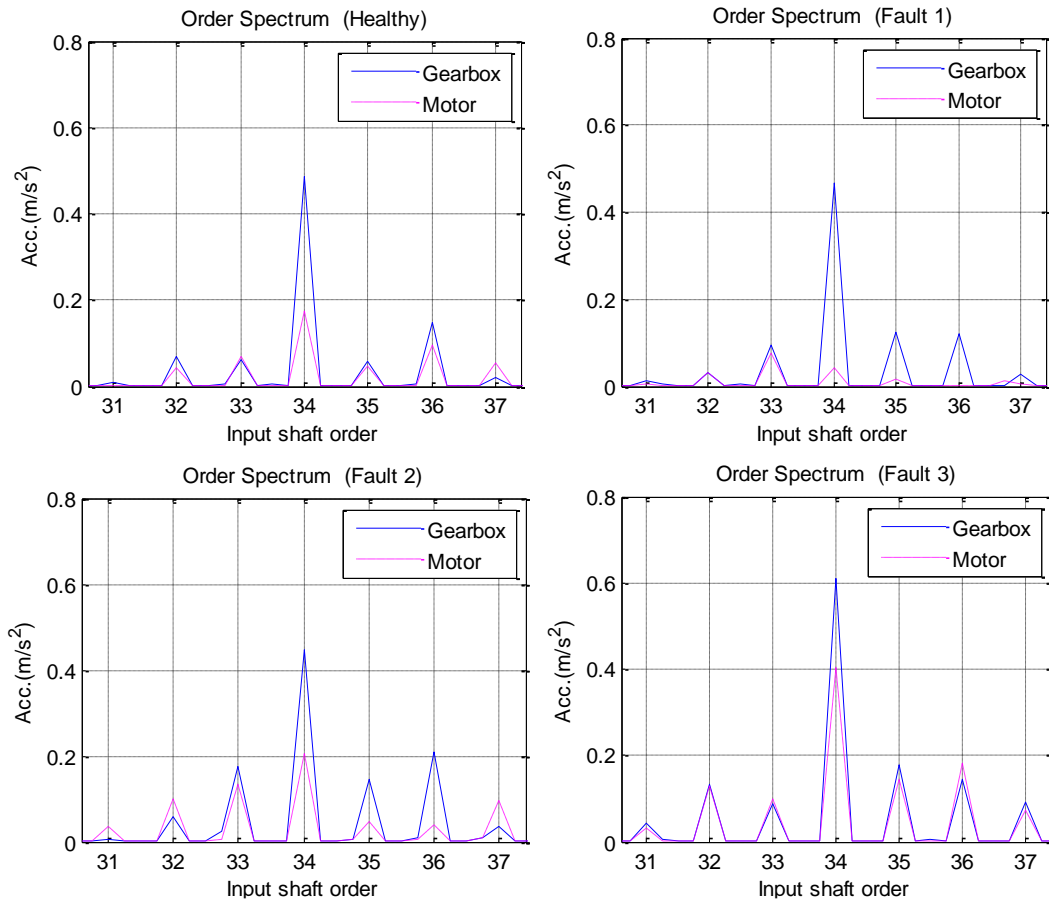 Order Spectrum (Healthy)
0.8
0.6
0.4
0.2
0
Acc.(m/s²)
Gearbox
Motor
31 32 33 34 35 36 37
Input shaft order
Order Spectrum (Fault 1)
0.8
0.6
0.4
0.2
0
Acc.(m/s²)
Gearbox
Motor
31 32 33 34 35 36 37
Input shaft order
Order Spectrum (Fault 2)
0.8
0.6
0.4
0.2
0
Acc.(m/s²)
Gearbox
Motor
31 32 33 34 35 36 37
Input shaft order
Order Spectrum (Fault 3)
0.8
0.6
0.4
0.2
0
Acc.(m/s²)
Gearbox
Motor
31 32 33 34 35 36 37
Input shaft order